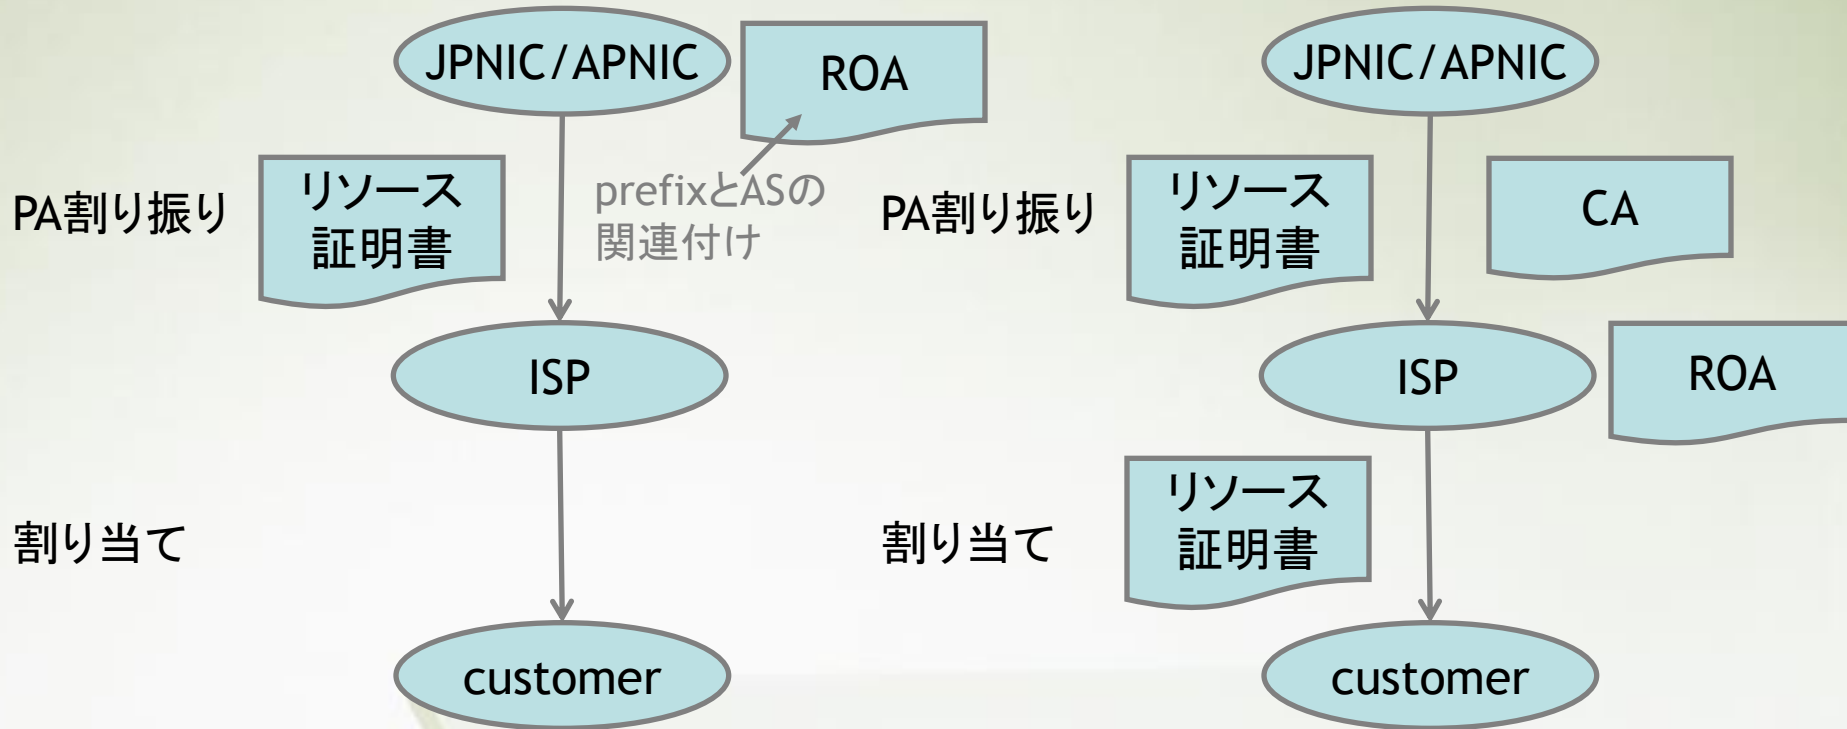 JPNIC/APNIC
ROA
PA割り振り
リソース
証明書
prefixとASの
関連付け
ISP
割り当て
customer
JPNIC/APNIC
PA割り振り
リソース
証明書
CA
ISP
ROA
割り当て
リソース
証明書
customer